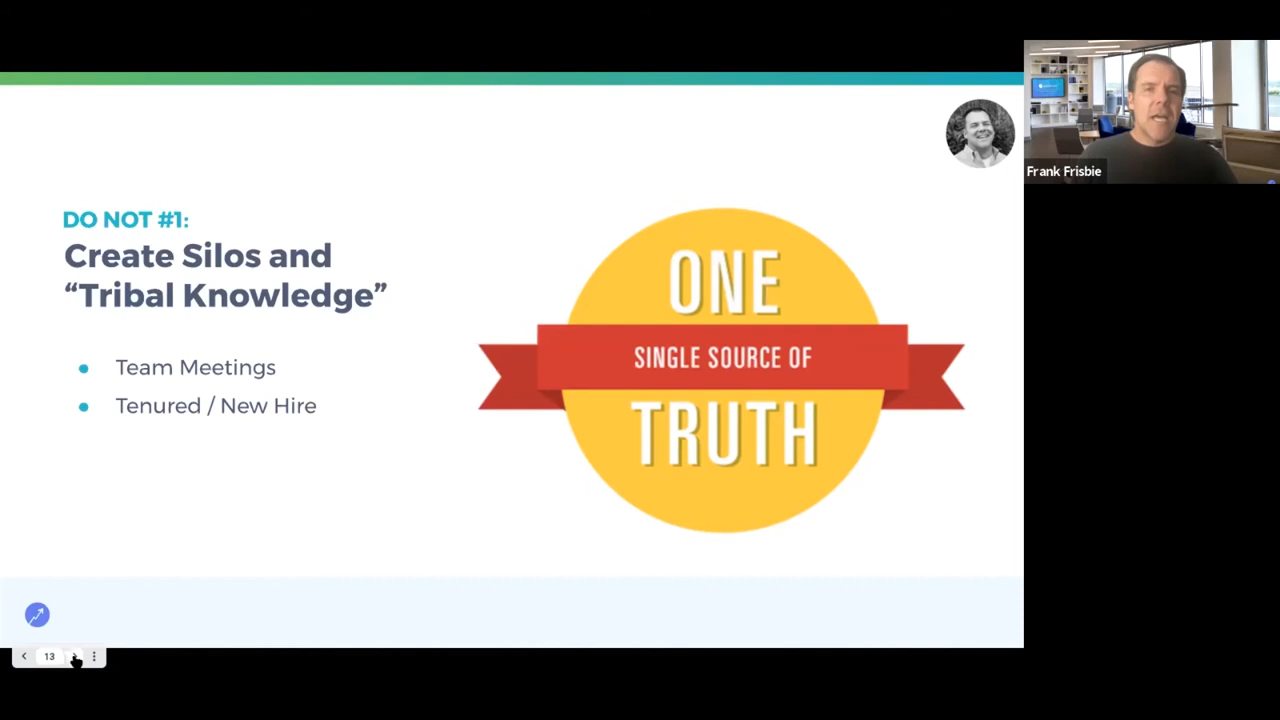 DO NOT #1:
Create Silos and
“Tribal Knowledge”
● Team Meetings
● Tenured / New Hire
ONE
SINGLE SOURCE OF
TRUTH
Frank Frisbie
13